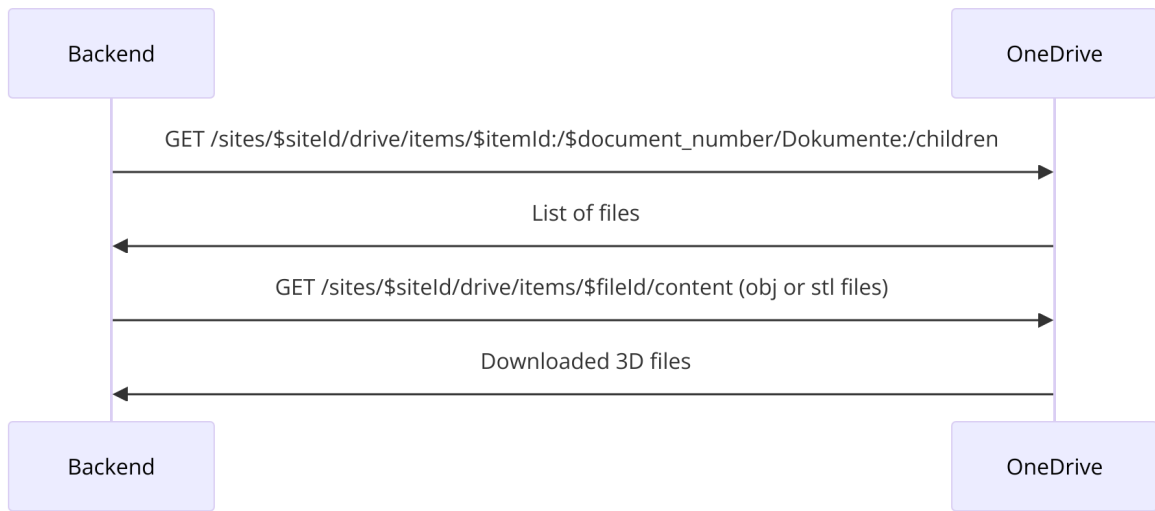 Backend
OneDrive
GET /sites/$siteId/drive/items/$itemId:/$document_number/Dokumente:/children
List of files
GET /sites/$siteId/drive/items/$fileId/content (obj or stl files)
Downloaded 3D files
Backend
OneDrive